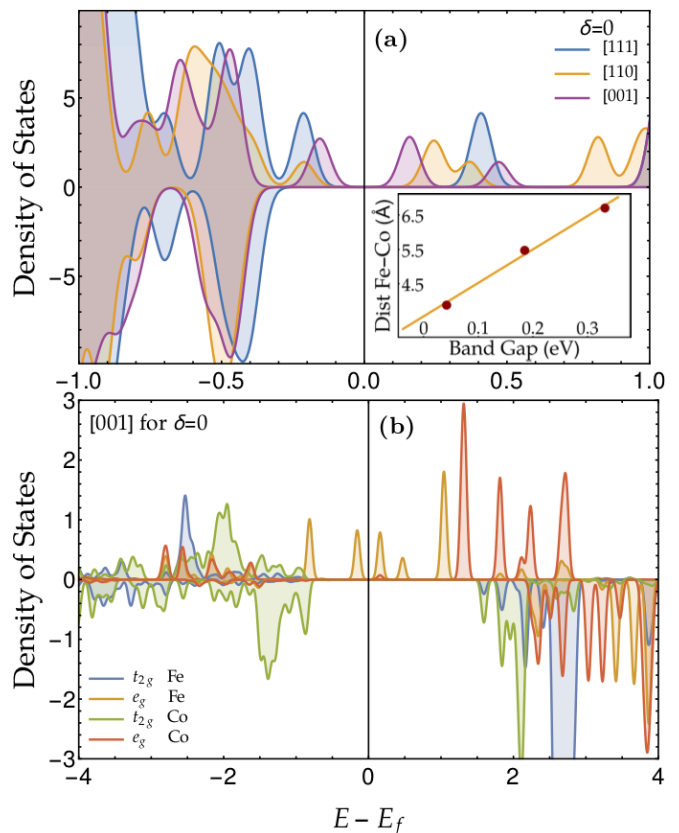 (a)
δ=0
[111]
[110]
[001]
Density of States
5
0
−5
Dist Fe–Co (Å)
6.5
5.5
4.5
0 0.1 0.2 0.3
Band Gap (eV)
−1.0 −0.5 0.0 0.5 1.0
[001] for δ=0
(b)
Density of States
3
2
1
0
−1
−2
−3
t2g Fe
eg Fe
t2g Co
eg Co
−4 −2 0 2 4
E − Ef